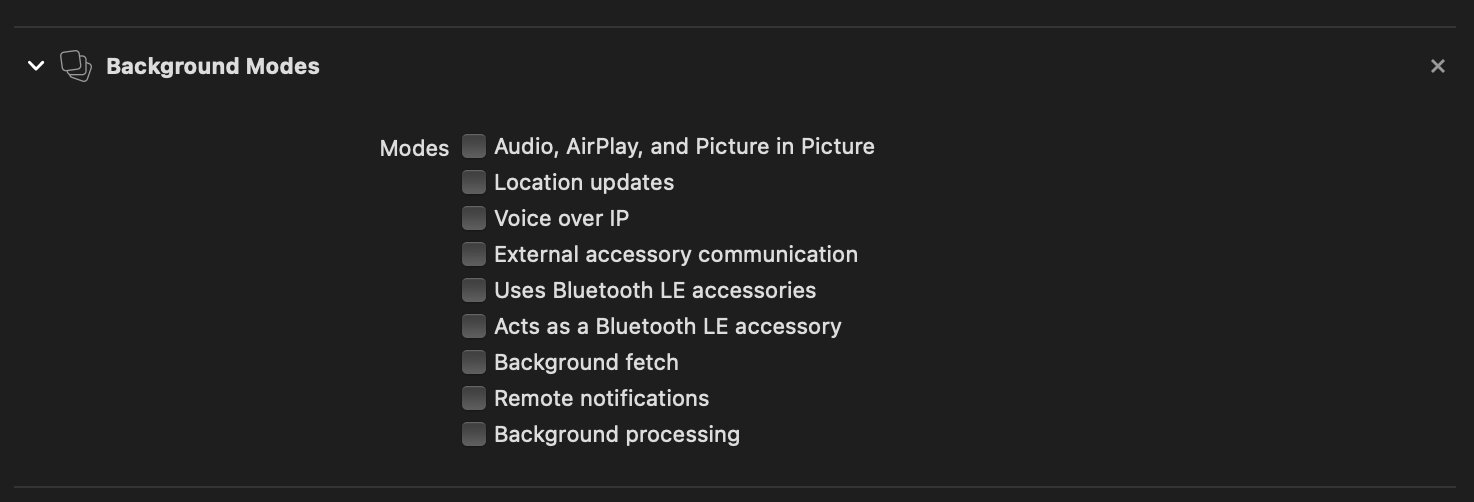 Background Modes
Modes Audio, AirPlay, and Picture in Picture
Location updates
Voice over IP
External accessory communication
Uses Bluetooth LE accessories
Acts as a Bluetooth LE accessory
Background fetch
Remote notifications
Background processing